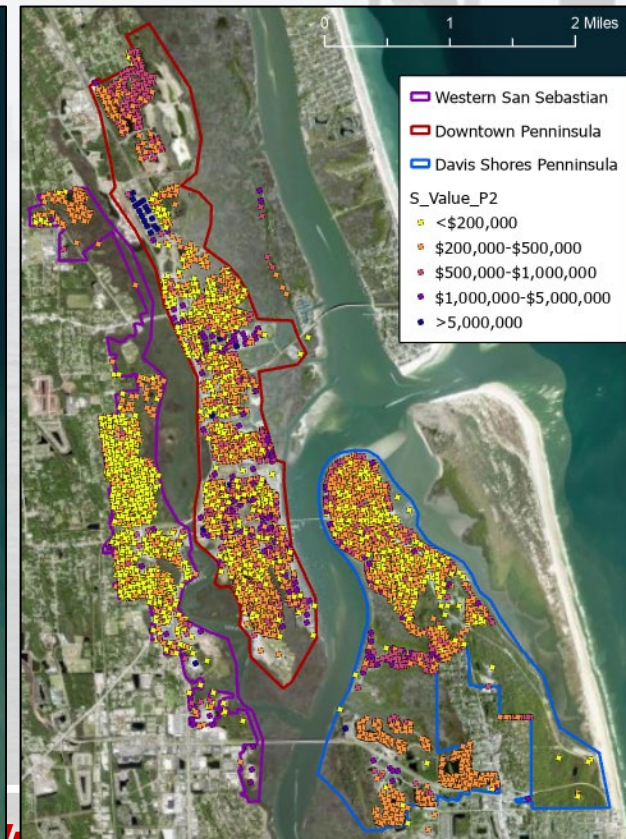 0 1 2 Miles
Western San Sebastian
Downtown Penninsula
Davis Shores Penninsula
S_Value_P2
<$200,000
$200,000-$500,000
$500,000-$1,000,000
$1,000,000-$5,000,000
>5,000,000